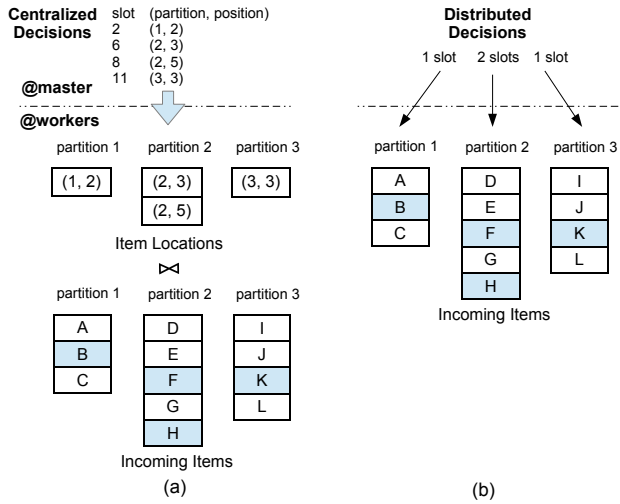 Centralized
Decisions
slot (partition, position)
2 (1, 2)
6 (2, 3)
8 (2, 5)
11 (3, 3)
@master
@workers
partition 1 partition 2 partition 3
(1, 2) (2, 3) (3, 3)
(2, 5)
Item Locations
⋈
partition 1 partition 2 partition 3
A D I
B E J
C F K
G L
H
Incoming Items
(a)
Distributed
Decisions
1 slot 2 slots 1 slot
partition 1 partition 2 partition 3
A D I
B E J
C F K
G L
H
Incoming Items
(b)